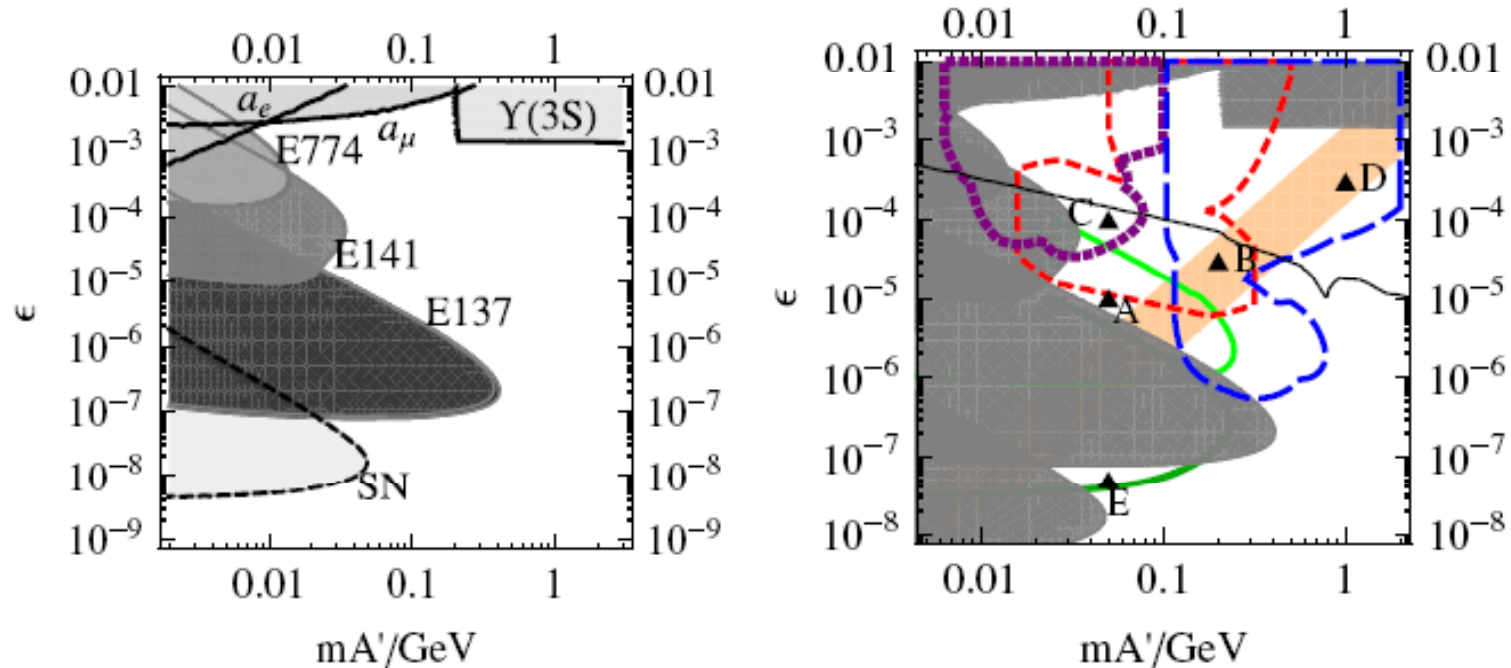 0.01 0.1 1
0.01 0.01
10⁻³ 10⁻³
10⁻⁴ 10⁻⁴
10⁻⁵ 10⁻⁵
10⁻⁶ 10⁻⁶
10⁻⁷ 10⁻⁷
10⁻⁸ 10⁻⁸
10⁻⁹ 10⁻⁹
ϵ
a_e
a_μ
ϒ(3S)
E774
E141
E137
SN
0.01 0.1 1
mA'/GeV
0.01 0.1 1
0.01 0.01
10⁻³ 10⁻³
10⁻⁴ 10⁻⁴
10⁻⁵ 10⁻⁵
10⁻⁶ 10⁻⁶
10⁻⁷ 10⁻⁷
10⁻⁸ 10⁻⁸
ϵ
D
C
B
A
E
0.01 0.1 1
mA'/GeV